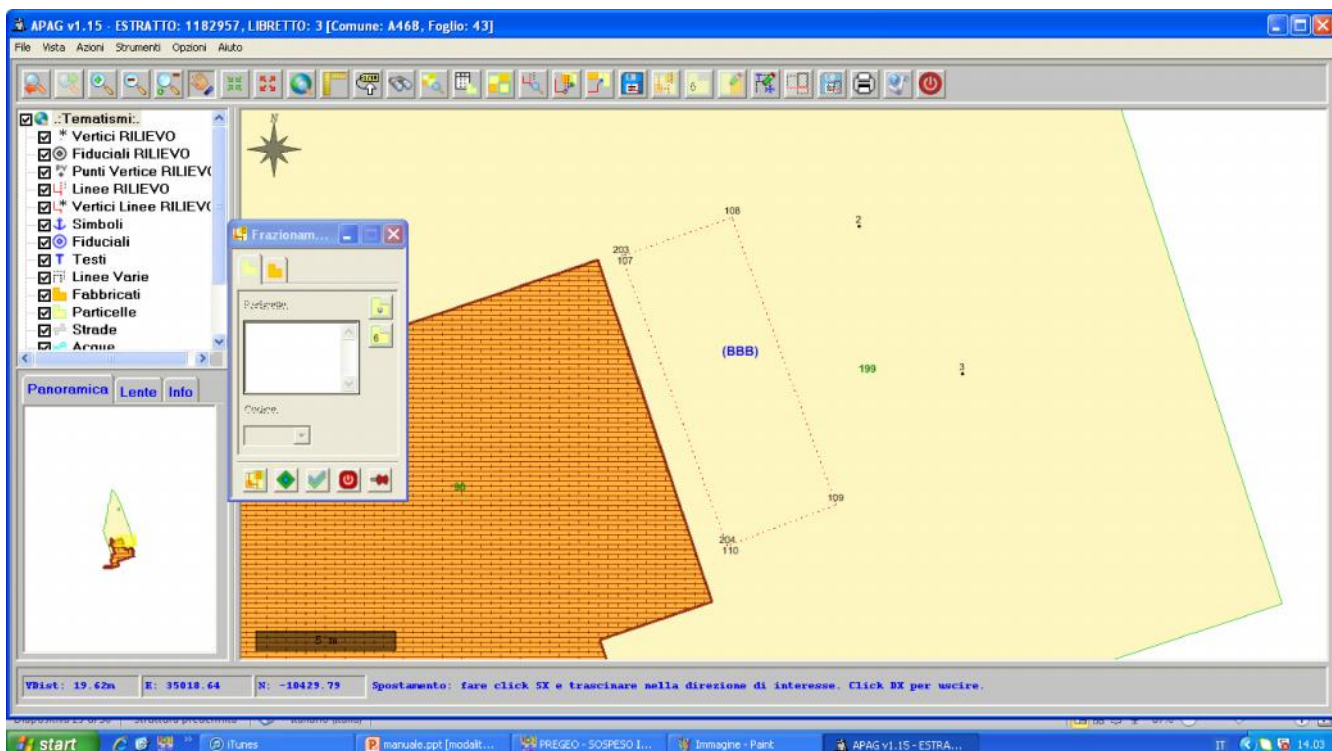 APAG v1.15 - ESTRATTO: 1182957, LIBRETTO: 3 [Comune: A468, Foglio: 43]
File Vista Azioni Strumenti Opzioni Aiuto
.:Tematismi:.
Vertici RILIEVO
Fiduciali RILIEVO
Punti Vertice RILIEV
Linee RILIEVO
Vertici Linee RILIEV
Simboli
Fiduciali
Testi
Linee Varie
Fabbricati
Particelle
Strade
Acque
Panoramica Lente Info
N
Frazionam...
Particelle:
Codice:
108
2
203
107
(BBB)
199
3
90
109
204
110
5 m
VDist: 19.62m E: 35018.64 N: -10429.79 Spostamento: fare click SX e trascinare nella direzione di interesse. Click DX per uscire.
start iTunes manuale.ppt [modalit... PREGEO - SOSPESO I... Immagine - Paint APAG v1.15 - ESTRA... IT 14.03